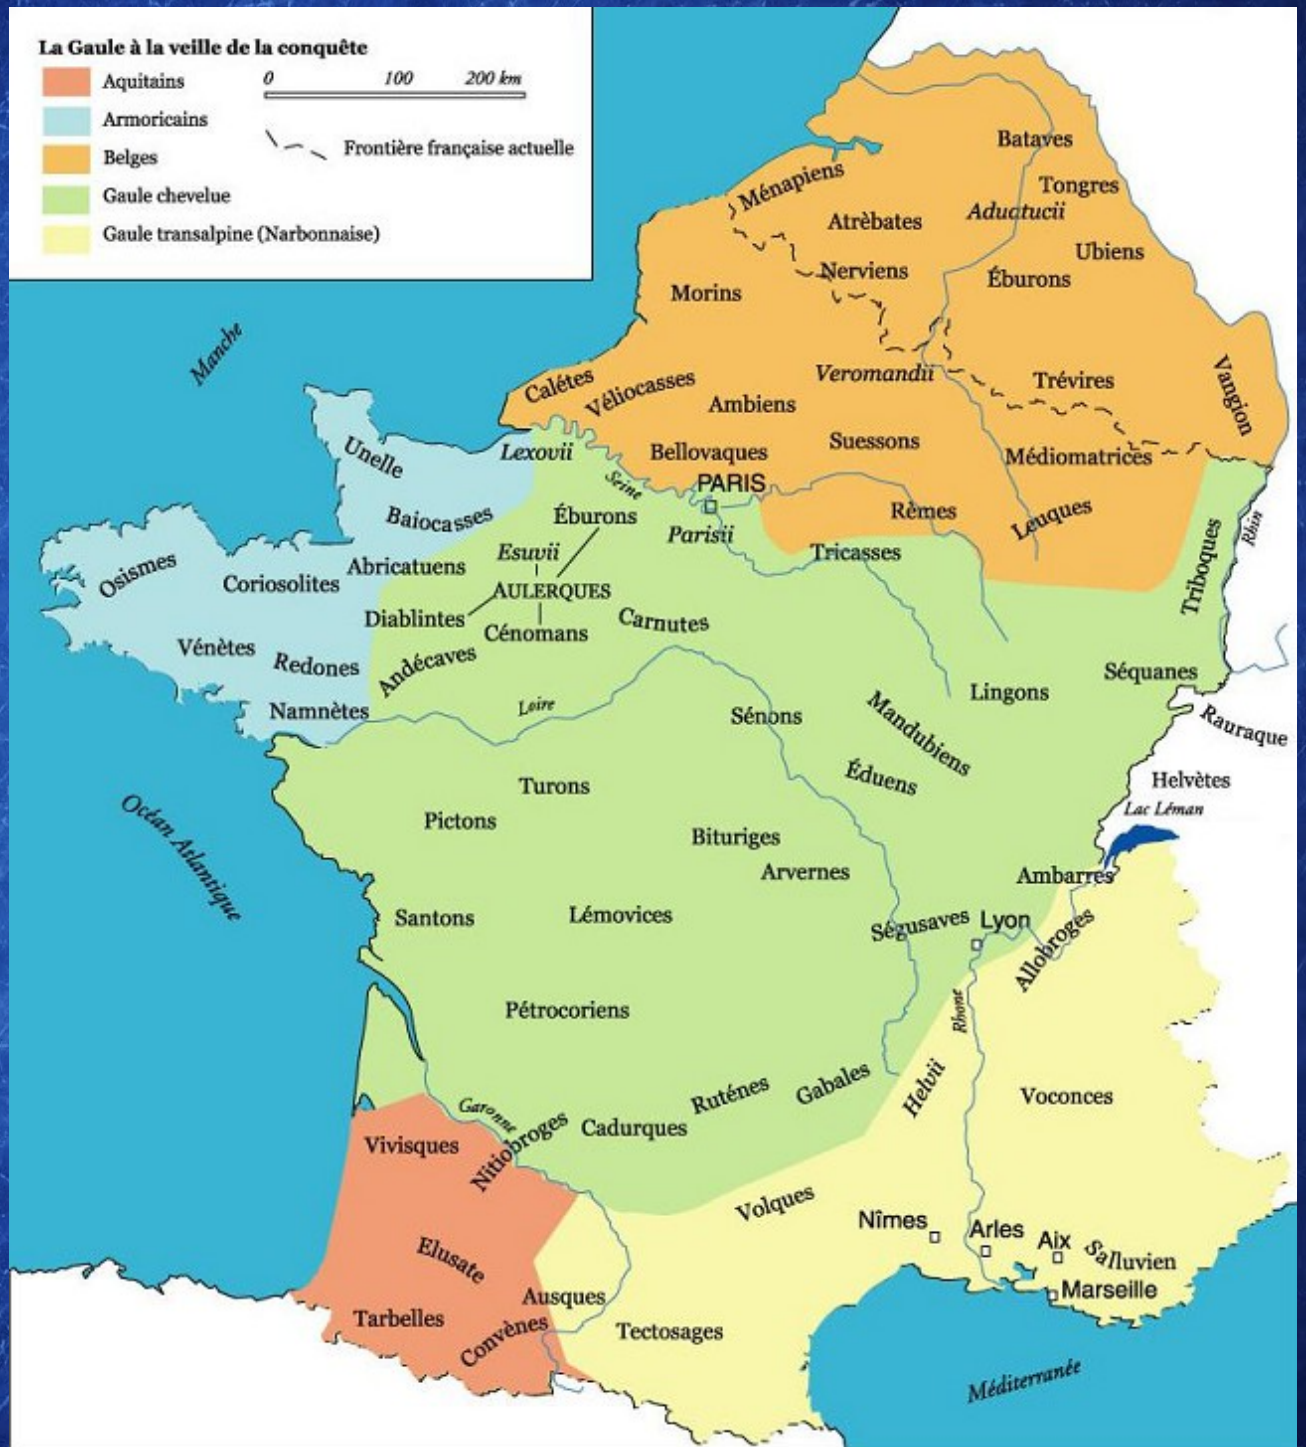 La Gaule à la veille de la conquête
Aquitains
Armoricains
Belges
Gaule chevelue
Gaule transalpine (Narbonnaise)
0 100 200 km
Frontière française actuelle
Bataves
Ménapiens
Tongres
Atrèbates
Aduatucii
Ubiens
Nerviens
Éburons
Morins
Manche
Calétes
Véliocasses
Veromandii
Trévires
Vangion
Ambiens
Unelle
Lexovii
Bellovaques
Suessons
Médiomatrices
Seine
PARIS
Baiocasses
Éburons
Parisii
Rèmes
Leuques
Rhin
Osismes
Coriosolites
Abricatuens
Esuvii
Tricasses
Triboques
AULERQUES
Diablintes
Cénomans
Carnutes
Vénètes
Redones
Andécaves
Séquanes
Namnètes
Loire
Sénons
Mandubiens
Lingons
Rauraque
Éduens
Helvètes
Lac Léman
Turons
Pictons
Océan Atlantique
Bituriges
Arvernes
Ambarres
Santons
Lémovices
Ségusaves
Lyon
Allobroges
Pétrocoriens
Rhone
Helvii
Voconces
Garonne
Nitiobroges
Cadurques
Ruténes
Gabales
Vivisques
Volques
Nîmes
Arles
Aix
Salluvien
Marseille
Elusate
Ausques
Tarbelles
Convènes
Tectosages
Méditerranée